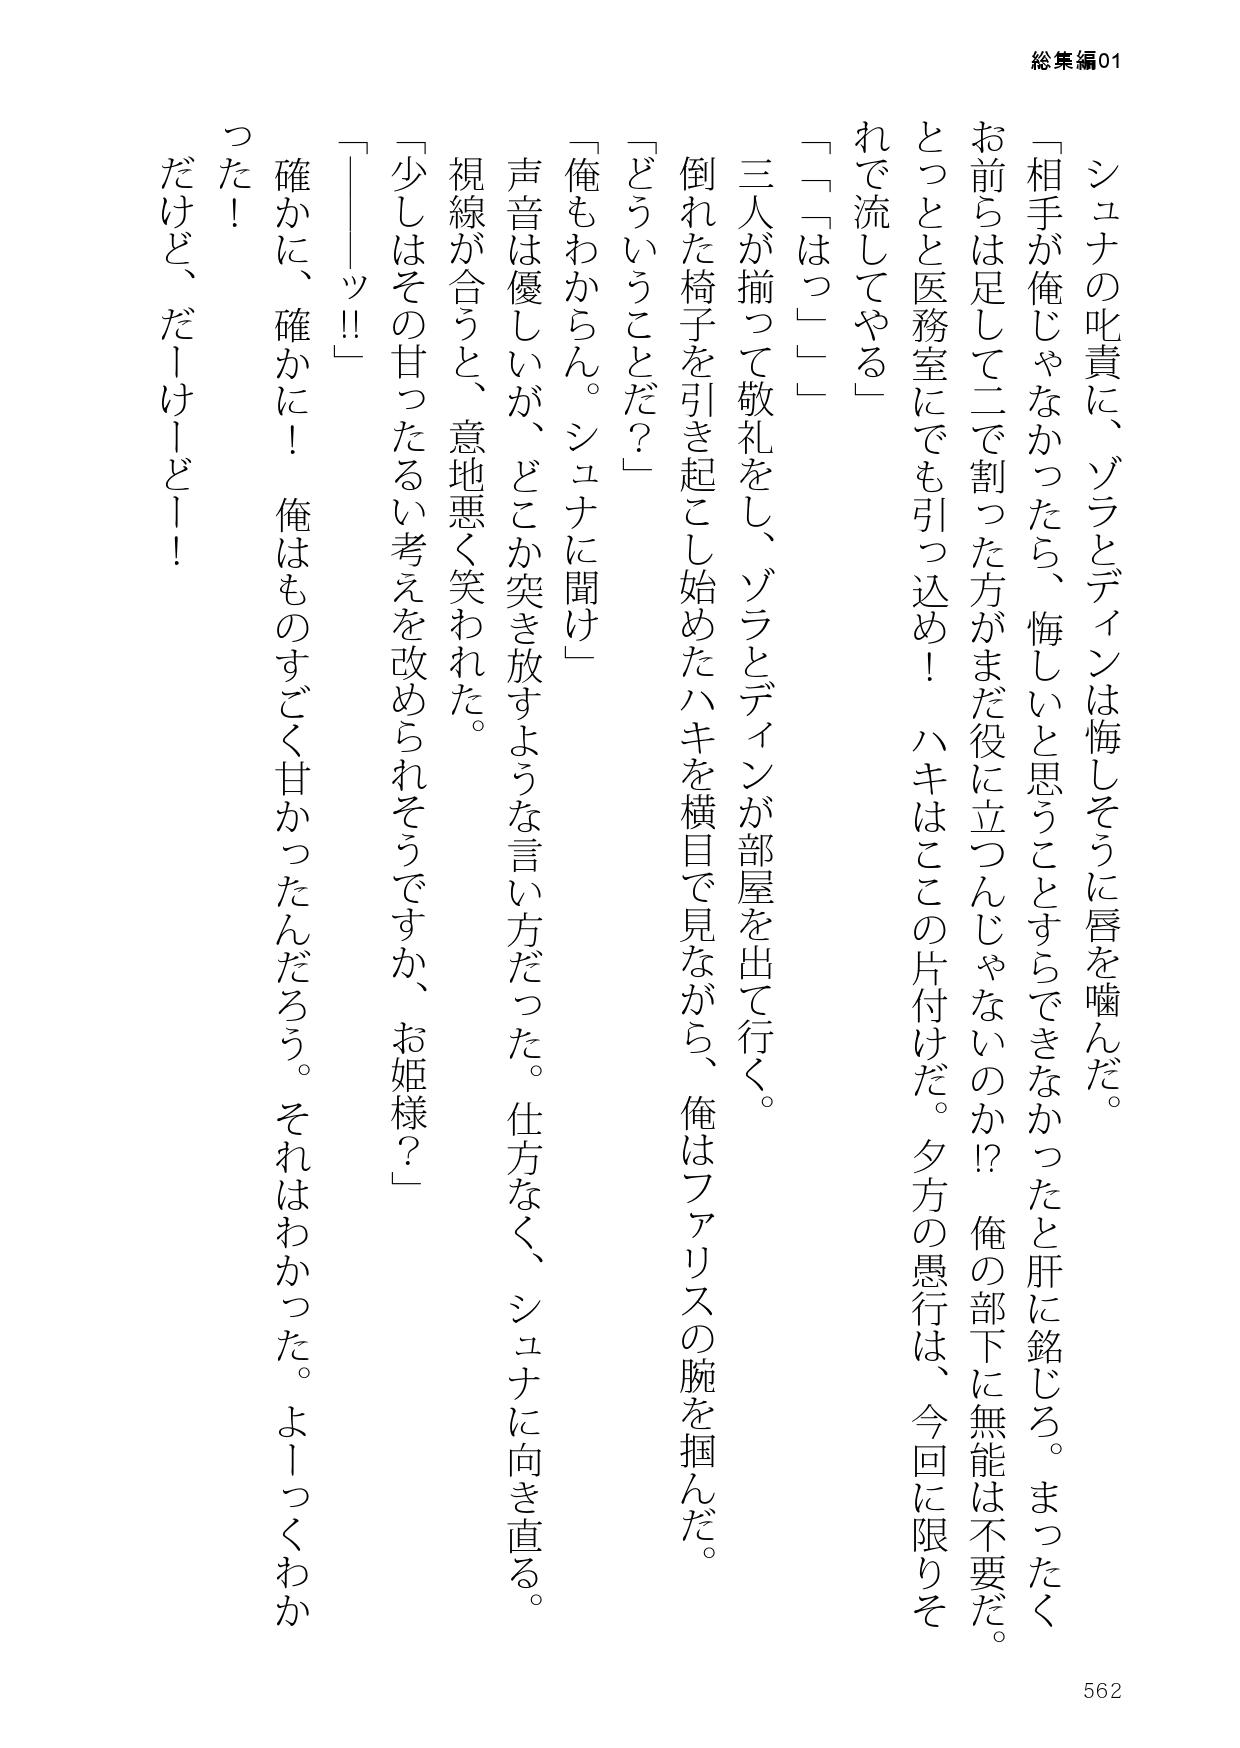 総集編01
シュナの叱責に、ゾラとディンは悔しそうに唇を噛んだ。
「相手が俺じゃなかったら、悔しいと思うことすらできなかったと肝に銘じろ。まったく
お前らは足して二で割った方がまだ役に立つんじゃないのか!?　俺の部下に無能は不要だ。
とっとと医務室にでも引っ込め！　ハキはここの片付けだ。夕方の愚行は、今回に限りそ
れで流してやる」
「「「はっ」」」
三人が揃って敬礼をし、ゾラとディンが部屋を出て行く。
倒れた椅子を引き起こし始めたハキを横目で見ながら、俺はファリスの腕を掴んだ。
「どういうことだ？」
「俺もわからん。シュナに聞け」
声音は優しいが、どこか突き放すような言い方だった。仕方なく、シュナに向き直る。
視線が合うと、意地悪く笑われた。
「少しはその甘ったるい考えを改められそうですか、お姫様？」
「―――ッ!!」
確かに、確かに！　俺はものすごく甘かったんだろう。それはわかった。よーっくわか
った！
だけど、だーけーどー！
562